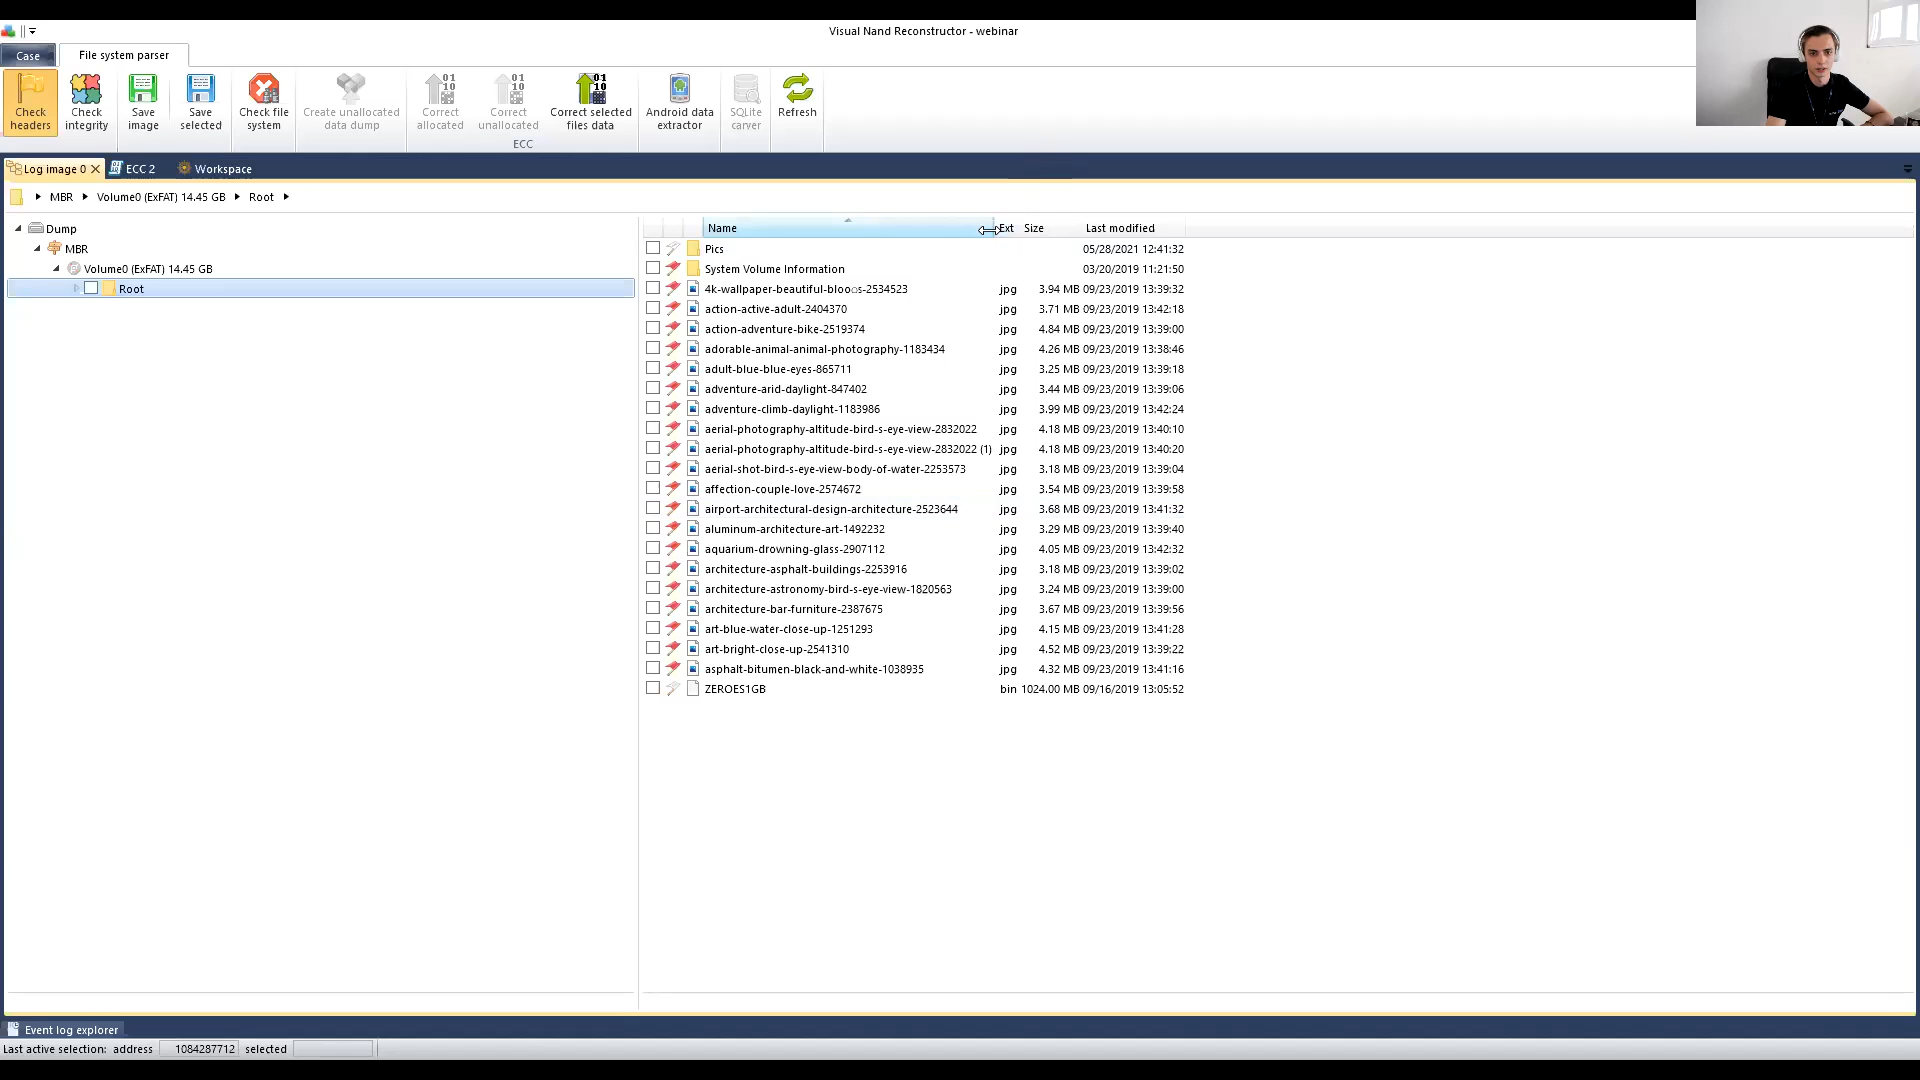 Visual Nand Reconstructor - webinar
Case File system parser
Check headers
Check integrity
Save image
Save selected
Check file system
Create unallocated data dump
Correct allocated
Correct unallocated
Correct selected files data
Android data extractor
SQLite carver
Refresh
ECC
Log image 0 ECC 2 Workspace
MBR Volume0 (ExFAT) 14.45 GB Root
Dump
MBR
Volume0 (ExFAT) 14.45 GB
Root
Name Ext Size Last modified
Pics 05/28/2021 12:41:32
System Volume Information 03/20/2019 11:21:50
jpg 3.94 MB 09/23/2019 13:39:32
action-active-adult-2404370 jpg 3.71 MB 09/23/2019 13:42:18
action-adventure-bike-2519374 jpg 4.84 MB 09/23/2019 13:39:00
adorable-animal-animal-photography-1183434 jpg 4.26 MB 09/23/2019 13:38:46
adult-blue-blue-eyes-865711 jpg 3.25 MB 09/23/2019 13:39:18
adventure-arid-daylight-847402 jpg 3.44 MB 09/23/2019 13:39:06
adventure-climb-daylight-1183986 jpg 3.99 MB 09/23/2019 13:42:24
aerial-photography-altitude-bird-s-eye-view-2832022 jpg 4.18 MB 09/23/2019 13:40:10
aerial-photography-altitude-bird-s-eye-view-2832022 (1) jpg 4.18 MB 09/23/2019 13:40:20
aerial-shot-bird-s-eye-view-body-of-water-2253573 jpg 3.18 MB 09/23/2019 13:39:04
affection-couple-love-2574672 jpg 3.54 MB 09/23/2019 13:39:58
airport-architectural-design-architecture-2523644 jpg 3.68 MB 09/23/2019 13:41:32
aluminum-architecture-art-1492232 jpg 3.29 MB 09/23/2019 13:39:40
aquarium-drowning-glass-2907112 jpg 4.05 MB 09/23/2019 13:42:32
architecture-asphalt-buildings-2253916 jpg 3.18 MB 09/23/2019 13:39:02
architecture-astronomy-bird-s-eye-view-1820563 jpg 3.24 MB 09/23/2019 13:39:00
architecture-bar-furniture-2387675 jpg 3.67 MB 09/23/2019 13:39:56
art-blue-water-close-up-1251293 jpg 4.15 MB 09/23/2019 13:41:28
art-bright-close-up-2541310 jpg 4.52 MB 09/23/2019 13:39:22
asphalt-bitumen-black-and-white-1038935 jpg 4.32 MB 09/23/2019 13:41:16
ZEROES1GB bin 1024.00 MB 09/16/2019 13:05:52
Event log explorer
Last active selection: address 1084287712 selected